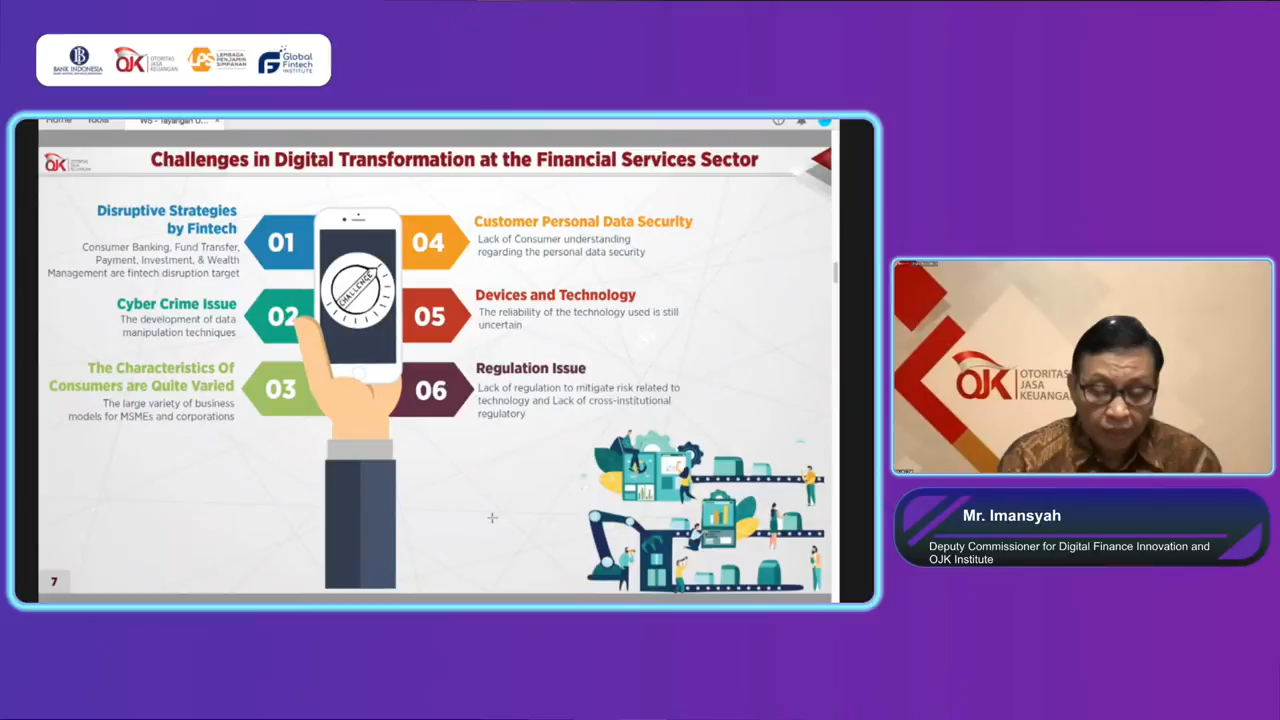 BANK INDONESIA
OJK
OTORITAS
JASA
KEUANGAN
LPS
LEMBAGA
PENJAMIN
SIMPANAN
Global
Fintech
INSTITUTE
Home
Tools
OJK
Challenges in Digital Transformation at the Financial Services Sector
Disruptive Strategies
by Fintech
Consumer Banking, Fund Transfer,
Payment, Investment, & Wealth
Management are fintech disruption target
01
Cyber Crime Issue
The development of data
manipulation techniques
02
The Characteristics Of
Consumers are Quite Varied
The large variety of business
models for MSMEs and corporations
03
CHALLENGE
04
Customer Personal Data Security
Lack of Consumer understanding
regarding the personal data security
05
Devices and Technology
The reliability of the technology used is still
uncertain
06
Regulation Issue
Lack of regulation to mitigate risk related to
technology and Lack of cross-institutional
regulatory
7
OJK
OTORITAS
JASA
KEUANGAN
Mr. Imansyah
Deputy Commissioner for Digital Finance Innovation and
OJK Institute